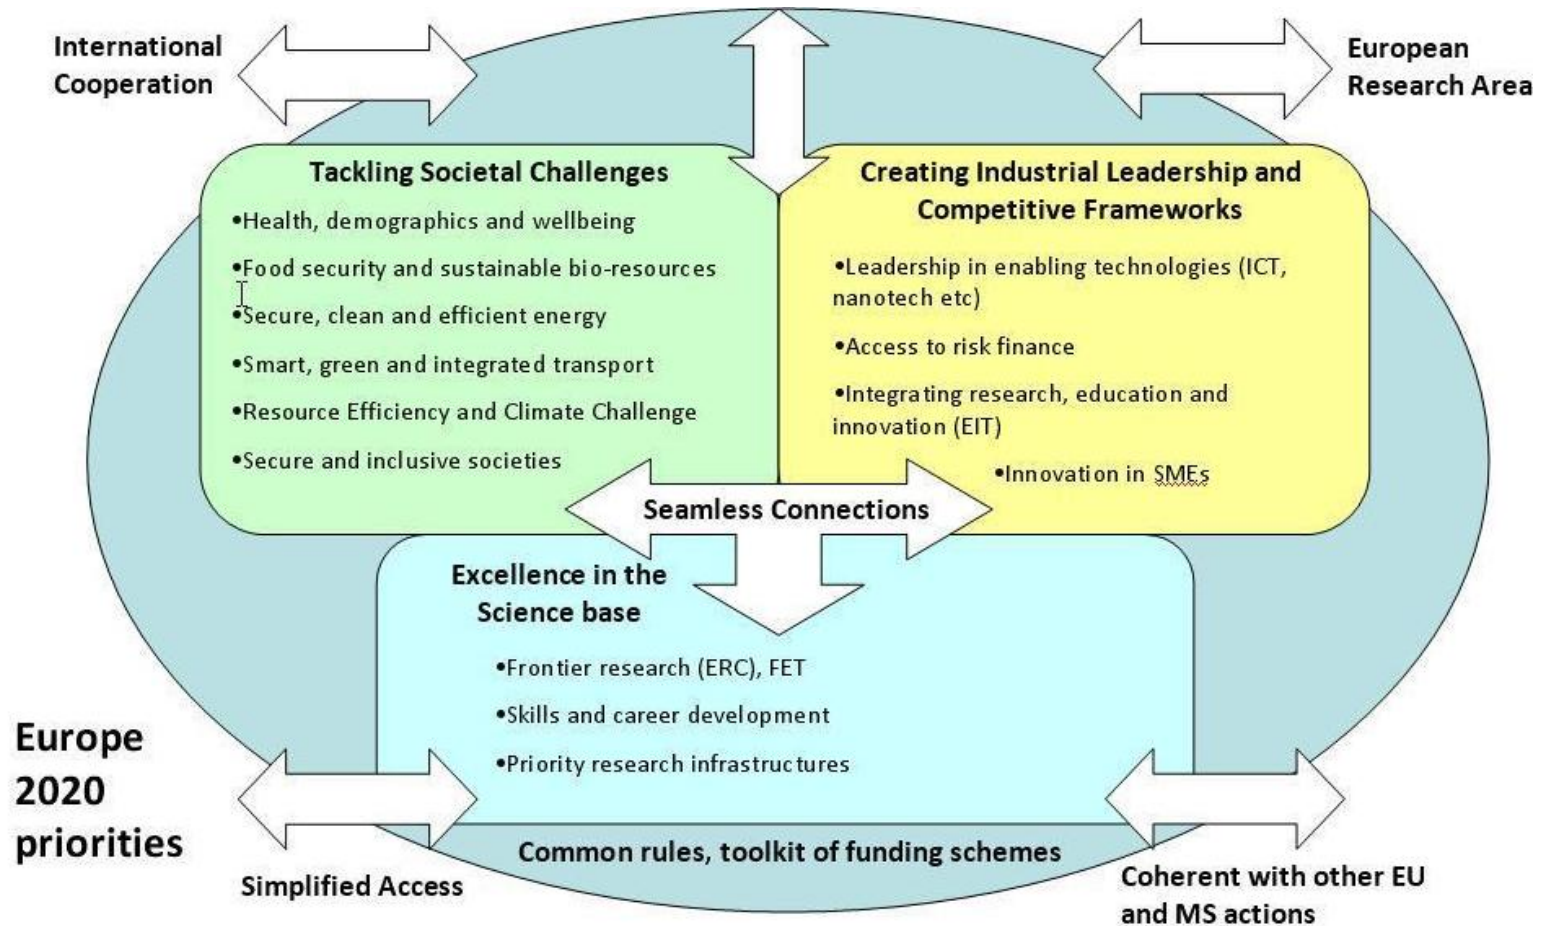 International
Cooperation
European
Research Area
Tackling Societal Challenges
•Health, demographics and wellbeing
•Food security and sustainable bio-resources
•Secure, clean and efficient energy
•Smart, green and integrated transport
•Resource Efficiency and Climate Challenge
•Secure and inclusive societies
Creating Industrial Leadership and
Competitive Frameworks
•Leadership in enabling technologies (ICT,
nanotech etc)
•Access to risk finance
•Integrating research, education and
innovation (EIT)
•Innovation in SMEs
Seamless Connections
Excellence in the
Science base
•Frontier research (ERC), FET
•Skills and career development
•Priority research infrastructures
Europe
2020
priorities
Common rules, toolkit of funding schemes
Simplified Access
Coherent with other EU
and MS actions